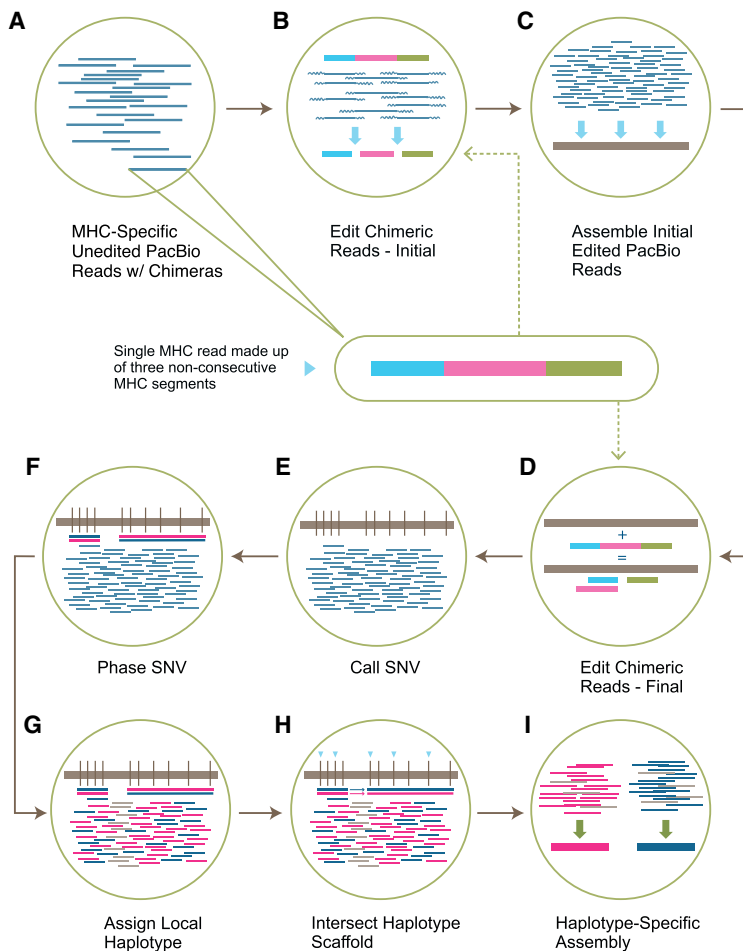 A
B
C
MHC-Specific
Unedited PacBio
Reads w/ Chimeras
Edit Chimeric
Reads - Initial
Assemble Initial
Edited PacBio
Reads
Single MHC read made up
of three non-consecutive
MHC segments
F
E
D
+
=
Phase SNV
Call SNV
Edit Chimeric
Reads - Final
G
H
I
Assign Local
Haplotype
Intersect Haplotype
Scaffold
Haplotype-Specific
Assembly